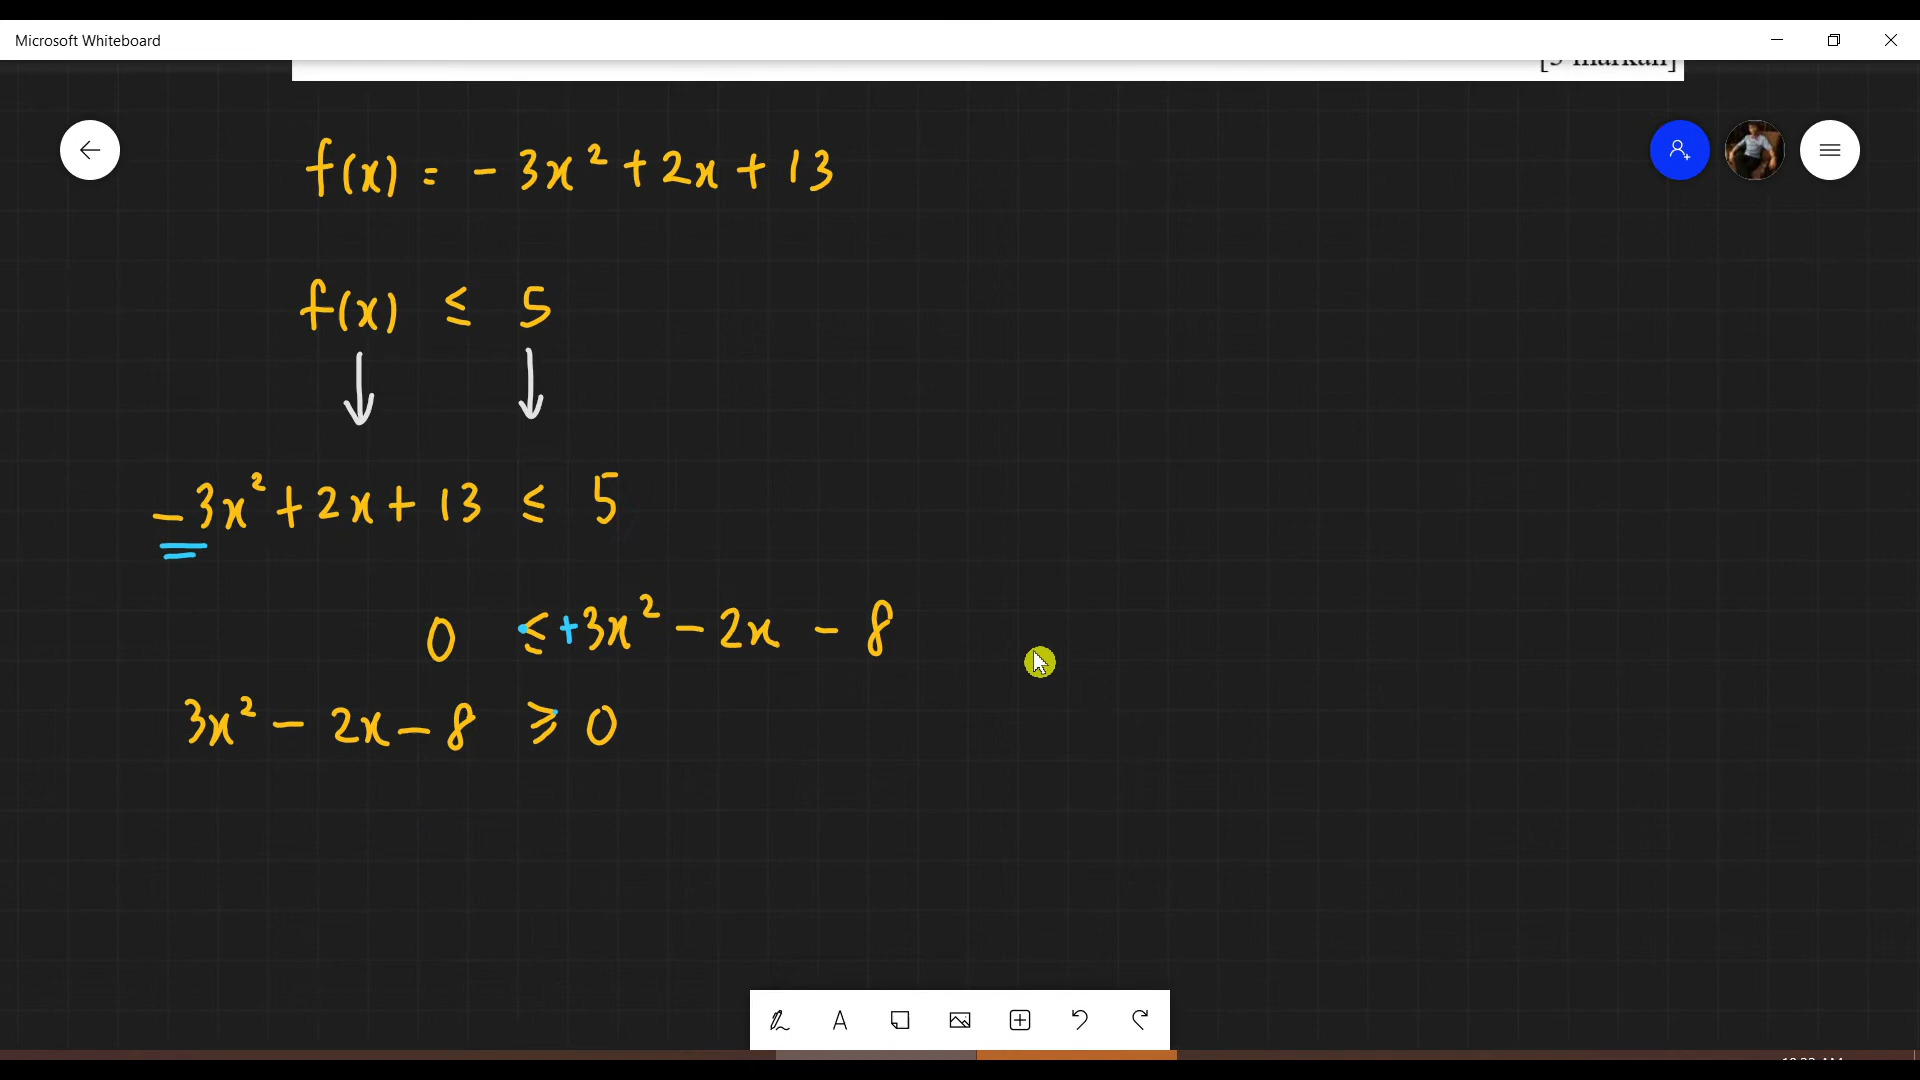 Microsoft Whiteboard
f(x) = - 3x² + 2x + 13
f(x) ≤ 5
-3x² + 2x + 13 ≤ 5
0 ≤ +3x² - 2x - 8
3x² - 2x - 8 ≥ 0
A